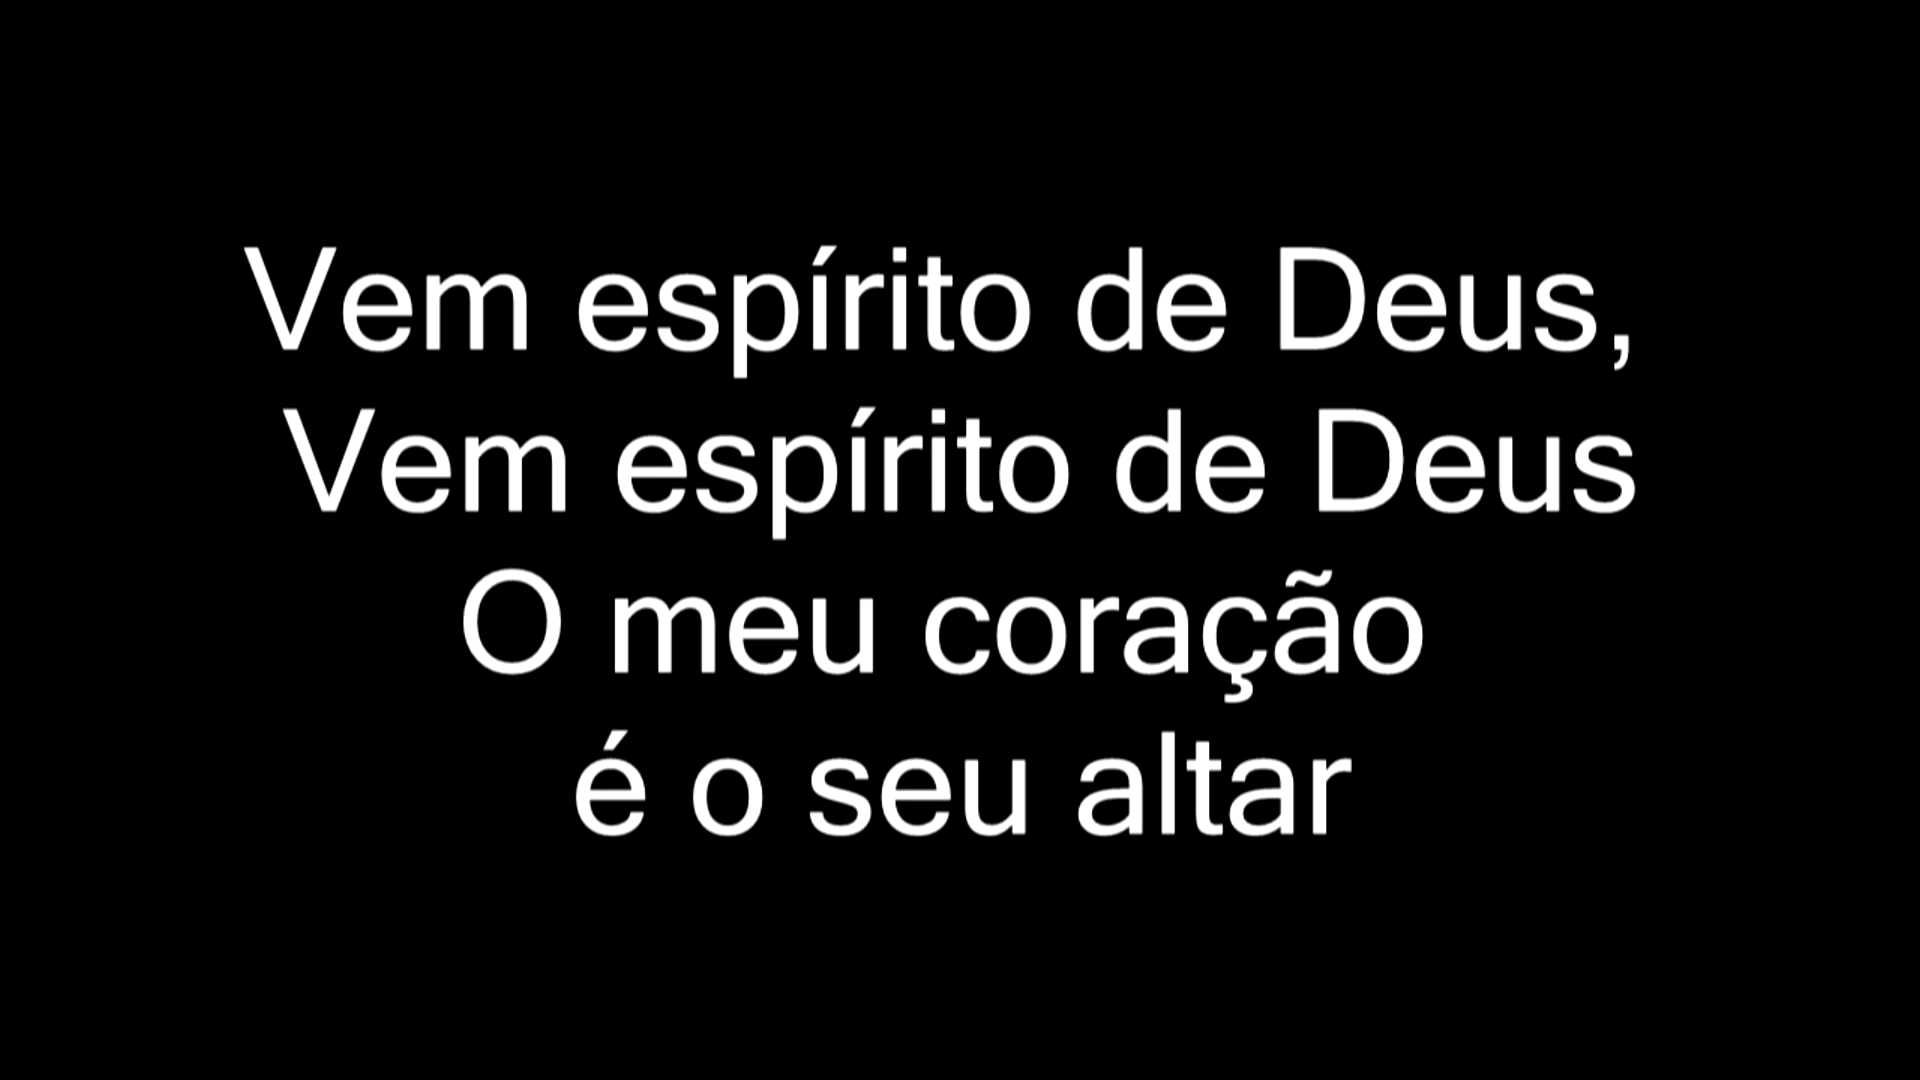 Vem espírito de Deus,
Vem espírito de Deus
O meu coração
é o seu altar